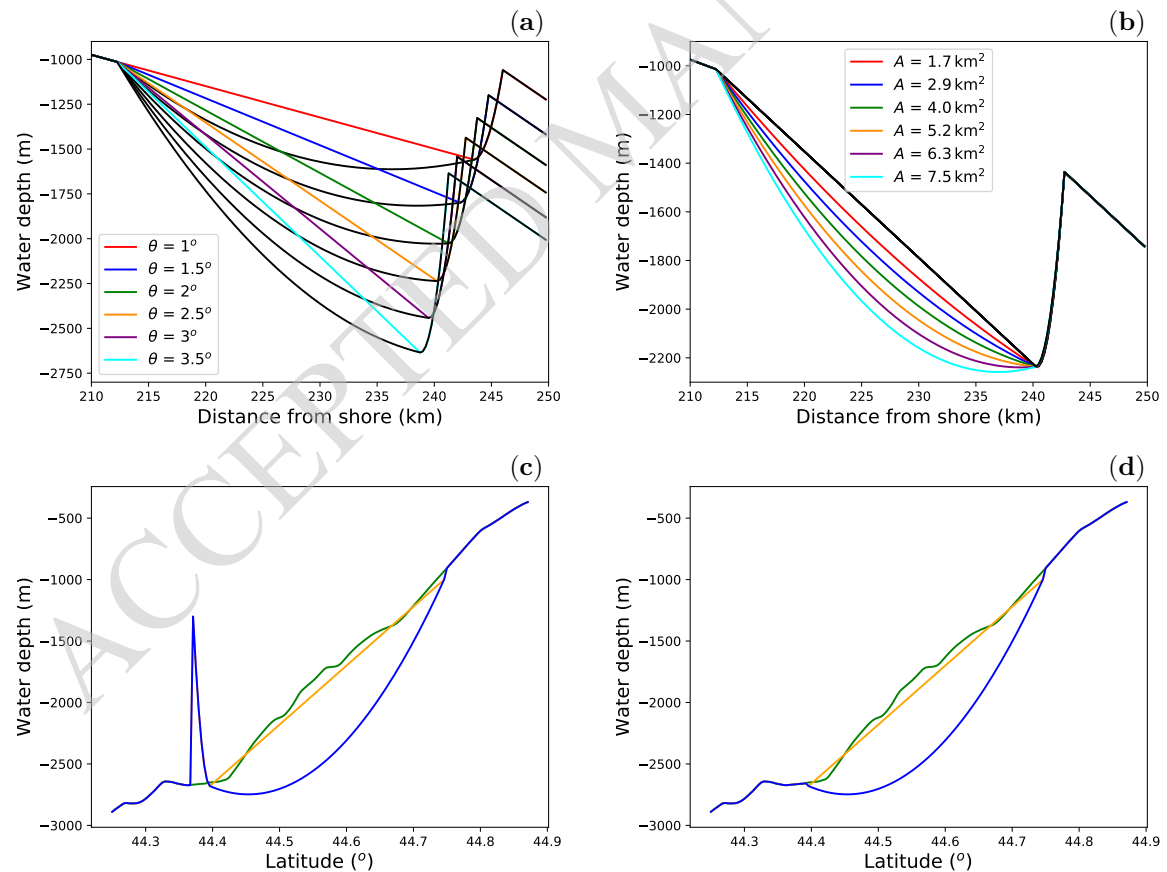 (a)
−1000
−1250
−1500
−1750
−2000
−2250
−2500
−2750
Water depth (m)
θ = 1°
θ = 1.5°
θ = 2°
θ = 2.5°
θ = 3°
θ = 3.5°
210 215 220 225 230 235 240 245 250
Distance from shore (km)
(b)
−1000
−1200
−1400
−1600
−1800
−2000
−2200
Water depth (m)
A = 1.7 km²
A = 2.9 km²
A = 4.0 km²
A = 5.2 km²
A = 6.3 km²
A = 7.5 km²
210 215 220 225 230 235 240 245 250
Distance from shore (km)
(c)
−500
−1000
−1500
−2000
−2500
−3000
Water depth (m)
44.3 44.4 44.5 44.6 44.7 44.8 44.9
Latitude (°)
(d)
−500
−1000
−1500
−2000
−2500
−3000
Water depth (m)
44.3 44.4 44.5 44.6 44.7 44.8 44.9
Latitude (°)
ACCEPTED